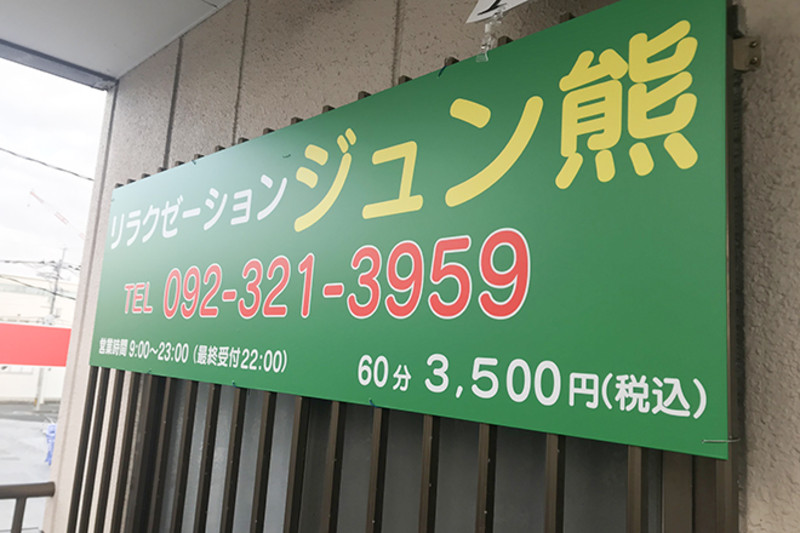 リラクゼーション ジュン熊
TEL 092-321-3959
営業時間 9:00～23:00 (最終受付22:00)
60分 3,500円(税込)